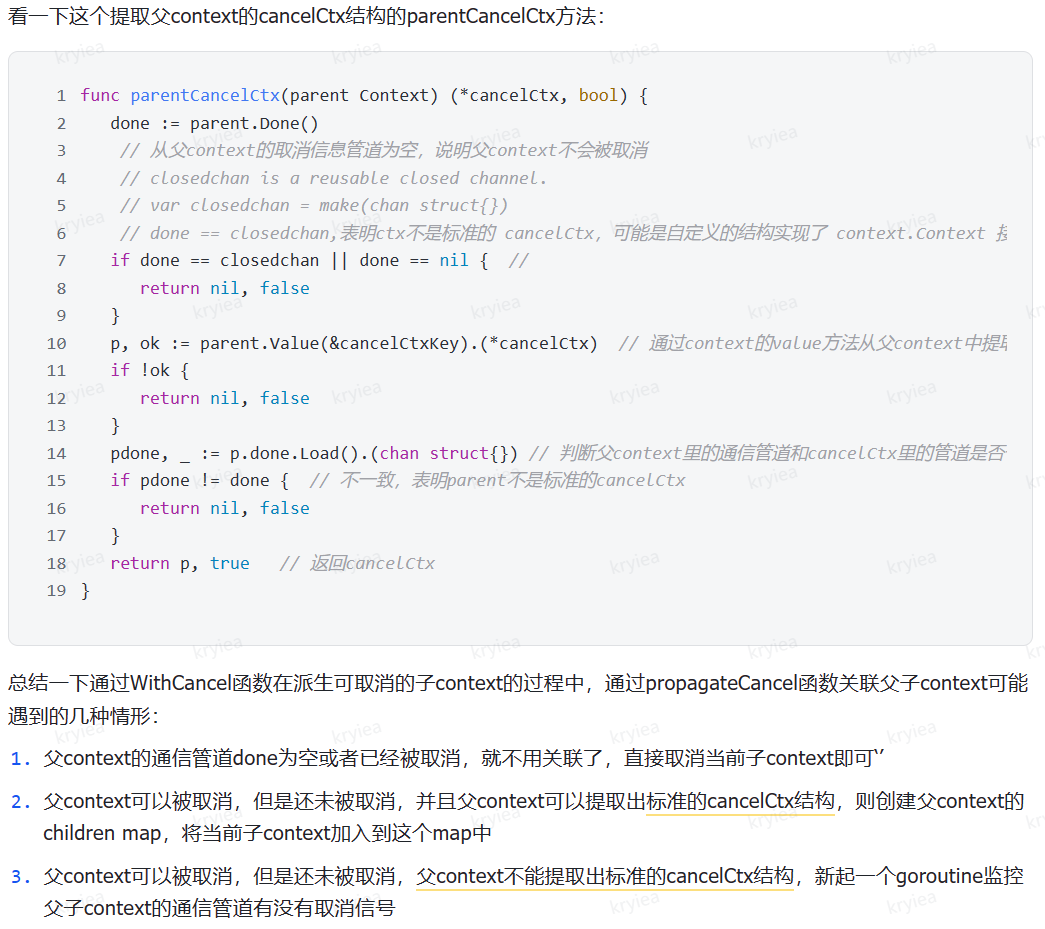 看一下这个提取父context的cancelCtx结构的parentCancelCtx方法：
1 func parentCancelCtx(parent Context) (*cancelCtx, bool) {
2 done := parent.Done()
3 // 从父context的取消信息管道为空，说明父context不会被取消
4 // closedchan is a reusable closed channel.
5 // var closedchan = make(chan struct{})
6 // done == closedchan,表明ctx不是标准的 cancelCtx，可能是自定义的结构实现了 context.Context 接
7 if done == closedchan || done == nil { //
8 return nil, false
9 }
10 p, ok := parent.Value(&cancelCtxKey).(*cancelCtx) // 通过context的value方法从父context中提取
11 if !ok {
12 return nil, false
13 }
14 pdone, _ := p.done.Load().(chan struct{}) // 判断父context里的通信管道和cancelCtx里的管道是否一
15 if pdone != done { // 不一致，表明parent不是标准的cancelCtx
16 return nil, false
17 }
18 return p, true // 返回cancelCtx
19 }
总结一下通过WithCancel函数在派生可取消的子context的过程中，通过propagateCancel函数关联父子context可能
遇到的几种情形：
1. 父context的通信管道done为空或者已经被取消，就不用关联了，直接取消当前子context即可‘’
2. 父context可以被取消，但是还未被取消，并且父context可以提取出标准的cancelCtx结构，则创建父context的
children map，将当前子context加入到这个map中
3. 父context可以被取消，但是还未被取消，父context不能提取出标准的cancelCtx结构，新起一个goroutine监控
父子context的通信管道有没有取消信号
kryiea